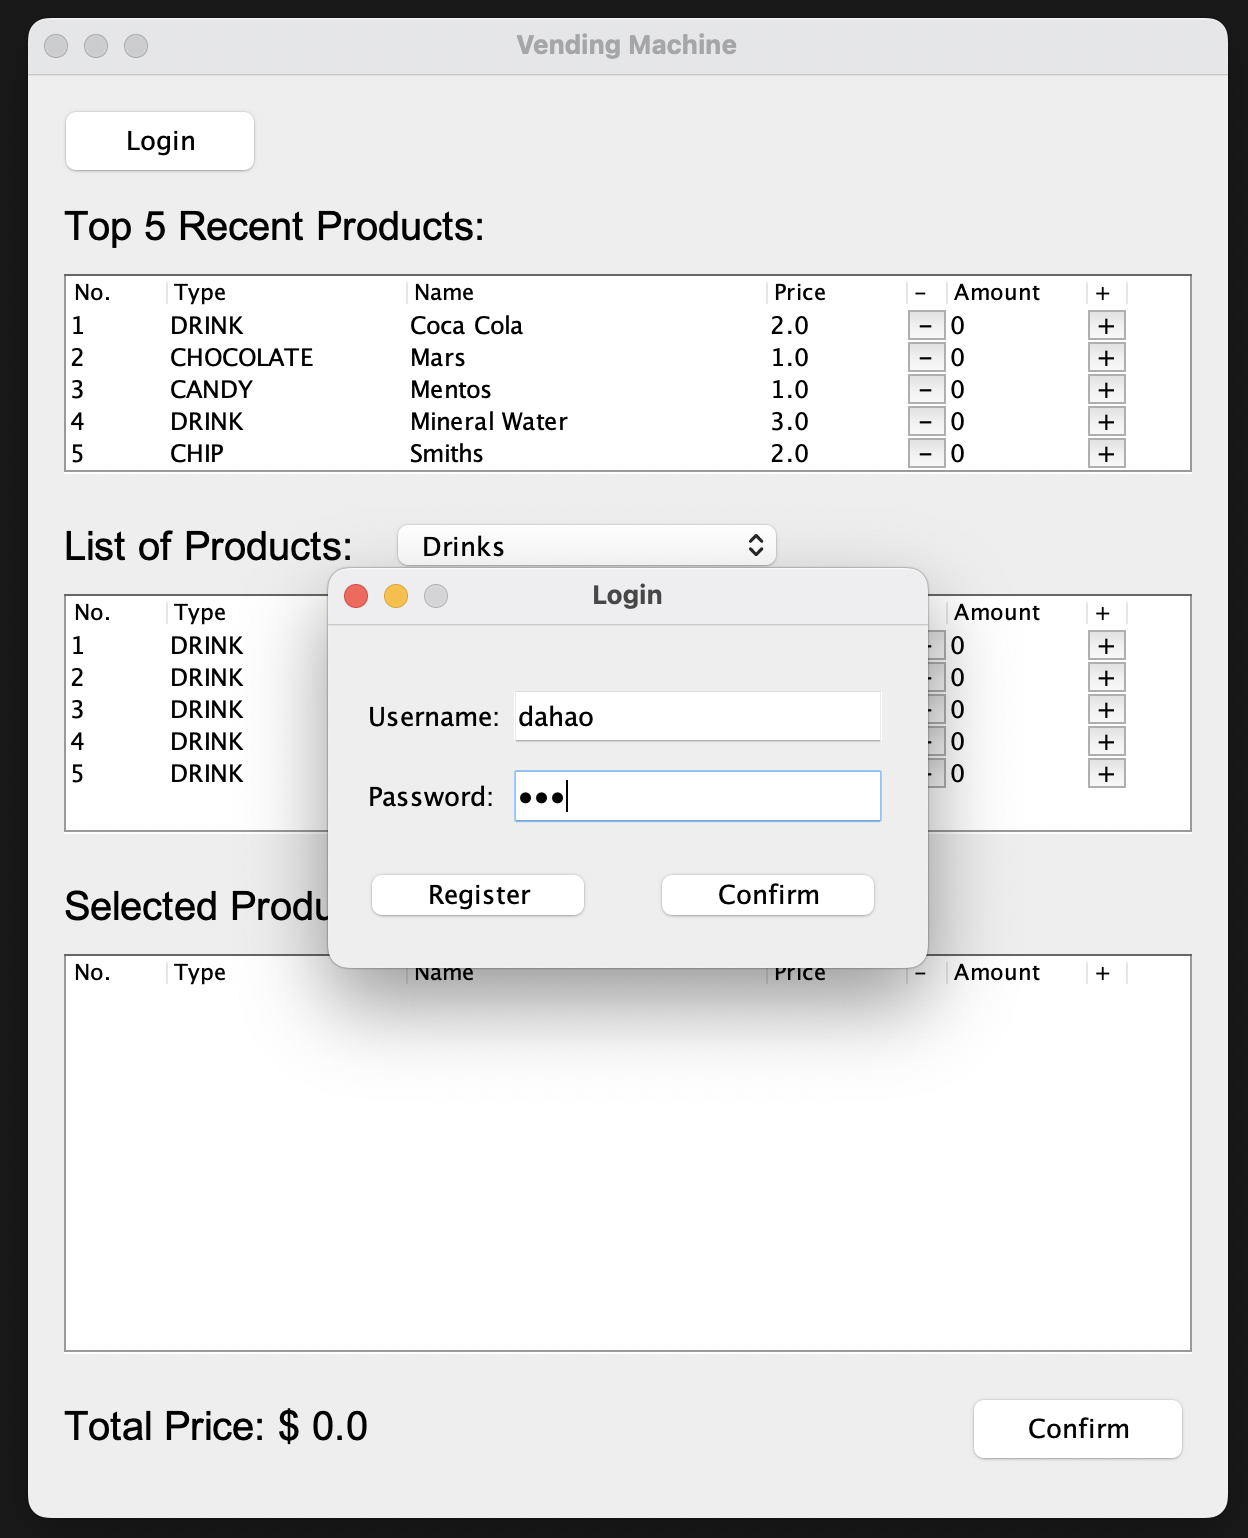 Vending Machine
Login
Top 5 Recent Products:
No. Type Name Price - Amount +
1 DRINK Coca Cola 2.0 - 0 +
2 CHOCOLATE Mars 1.0 - 0 +
3 CANDY Mentos 1.0 - 0 +
4 DRINK Mineral Water 3.0 - 0 +
5 CHIP Smiths 2.0 - 0 +
List of Products: Drinks
No. Type Amount +
1 DRINK - 0 +
2 DRINK - 0 +
3 DRINK - 0 +
4 DRINK - 0 +
5 DRINK - 0 +
Login
Username: dahao
Password: •••
Register Confirm
Selected Produ
No. Type Name Price - Amount +
Total Price: $ 0.0
Confirm